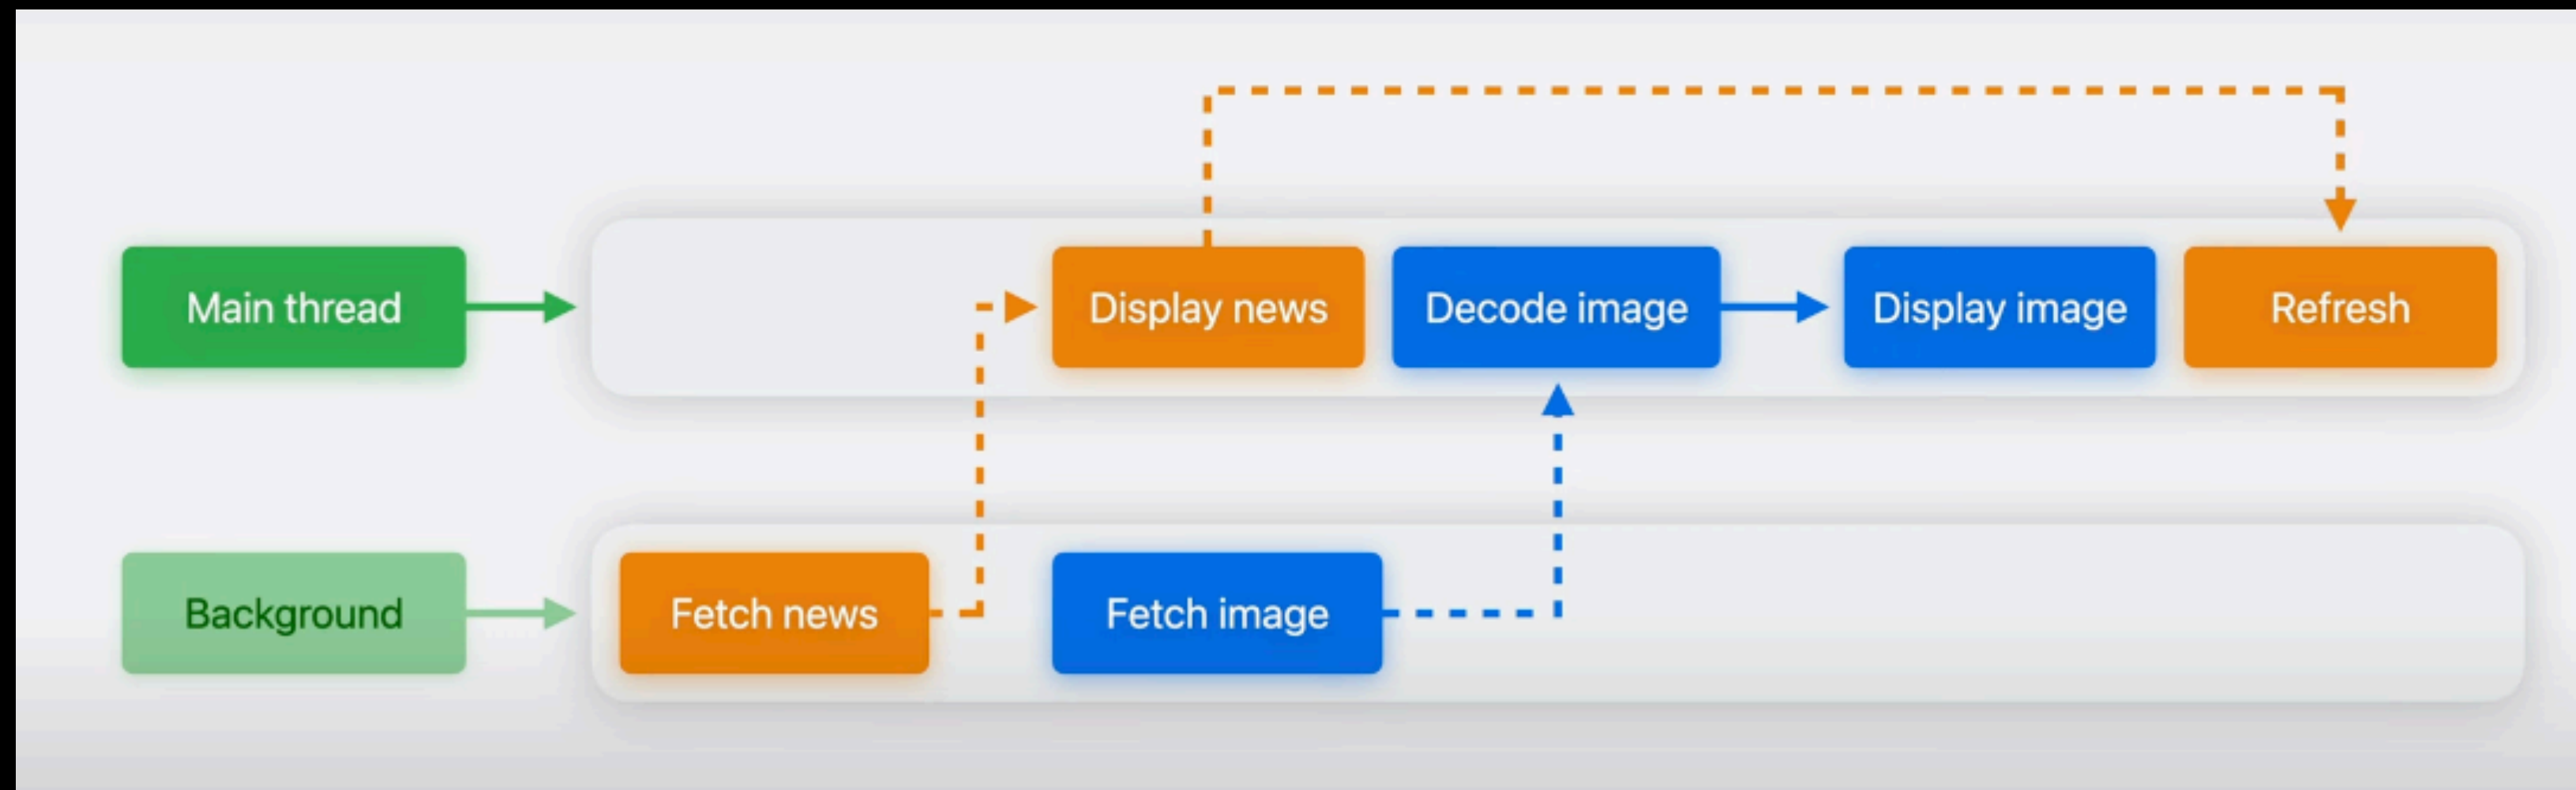 Main thread
Display news
Decode image
Display image
Refresh
Background
Fetch news
Fetch image